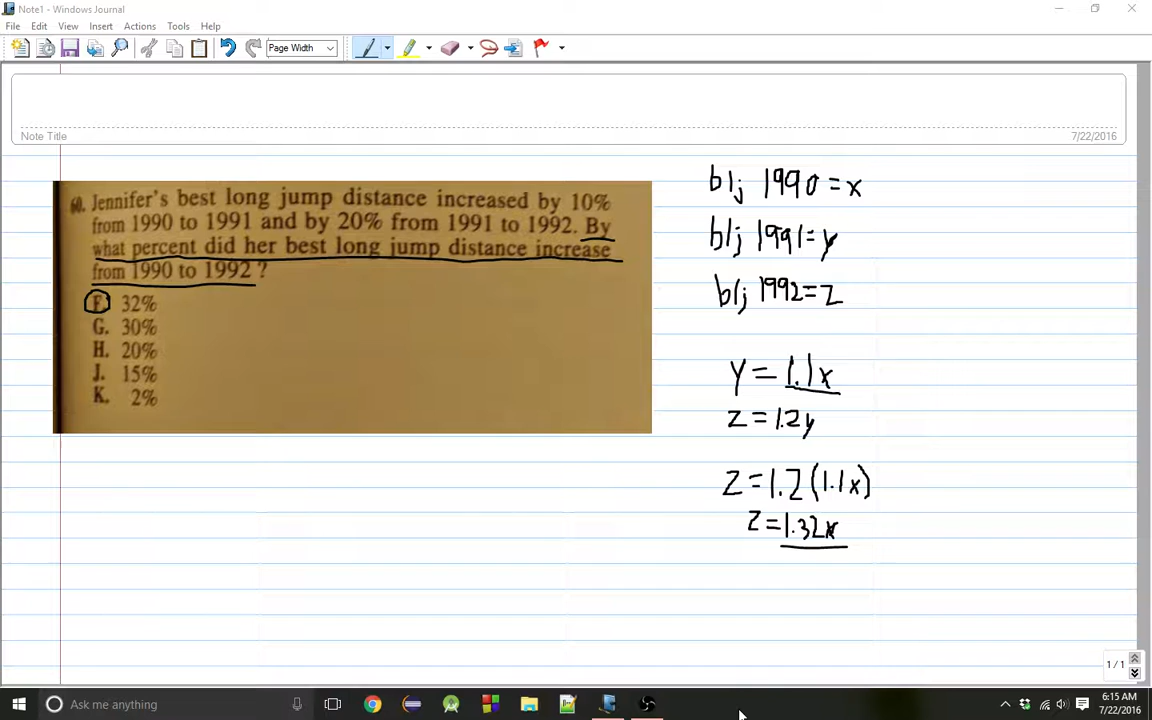 Note1 - Windows Journal
File Edit View Insert Actions Tools Help
Page Width
Note Title
7/22/2016
60. Jennifer's best long jump distance increased by 10%
from 1990 to 1991 and by 20% from 1991 to 1992. By
what percent did her best long jump distance increase
from 1990 to 1992 ?
F. 32%
G. 30%
H. 20%
J. 15%
K. 2%
blj 1990 = x
blj 1991 = y
blj 1992 = z
y = 1.1x
z = 1.2y
z = 1.2(1.1x)
z = 1.32x
1 / 1
Ask me anything
6:15 AM
7/22/2016